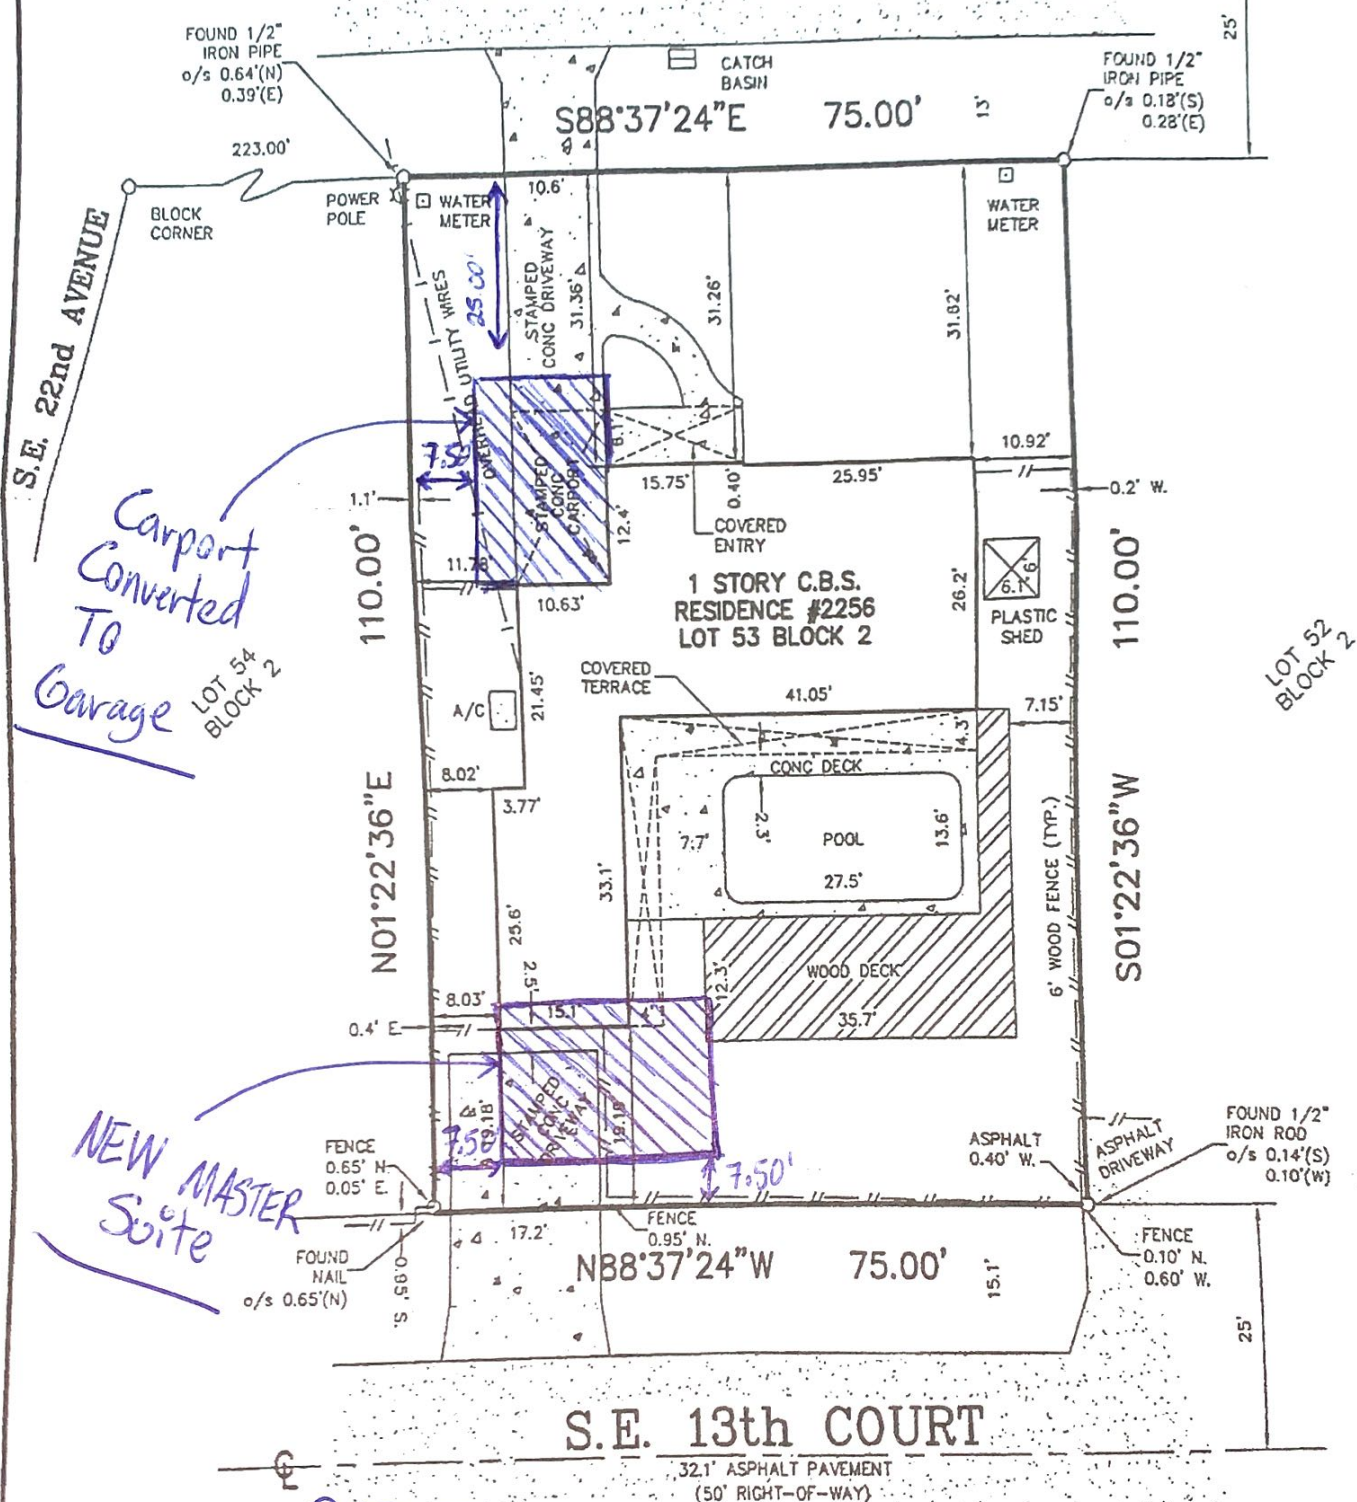 FOUND 1/2"
IRON PIPE
o/s 0.64'(N)
0.39'(E)
25'
CATCH
BASIN
FOUND 1/2"
IRON PIPE
o/s 0.18'(S)
0.28'(E)
S88°37'24"E 75.00'
15'
223.00'
BLOCK
CORNER
POWER
POLE
WATER
METER
10.6'
WATER
METER
S.E. 22nd AVENUE
OVERHEAD UTILITY WIRES
25.00'
STAMPED
CONC DRIVEWAY
31.36'
31.26'
31.82'
7.50'
8.1'
STAMPED
CONC
CARPORT
12.4'
15.75'
0.40'
25.95'
10.92'
0.2' W.
1.1'
COVERED
ENTRY
Carport
Converted
To
Garage
11.78'
10.63'
110.00'
1 STORY C.B.S.
RESIDENCE #2256
LOT 53 BLOCK 2
26.2'
6.1'
6'
PLASTIC
SHED
110.00'
LOT 54
BLOCK 2
LOT 52
BLOCK 2
COVERED
TERRACE
41.05'
7.15'
A/C
21.45'
4.3'
CONC DECK
8.02'
3.77'
7.7'
2.3'
POOL
13.6'
27.5'
N01°22'36"E
33.1'
25.6'
6' WOOD FENCE (TYP.)
S01°22'36"W
WOOD DECK
12.3'
35.7'
2.5'
8.03'
15.1'
0.4' E.
STAMPED
CONC
DRIVEWAY
19.18'
19.18'
7.50'
7.50'
NEW MASTER
Suite
FENCE
0.65' N.
0.05' E.
ASPHALT
0.40' W.
ASPHALT
DRIVEWAY
FOUND 1/2"
IRON ROD
o/s 0.14'(S)
0.10'(W)
FENCE
0.95' N.
17.2'
FOUND
NAIL
o/s 0.65'(N)
0.95' S.
N88°37'24"W 75.00'
15.1'
FENCE
0.10' N.
0.60' W.
25'
S.E. 13th COURT
32.1' ASPHALT PAVEMENT
(50' RIGHT-OF-WAY)